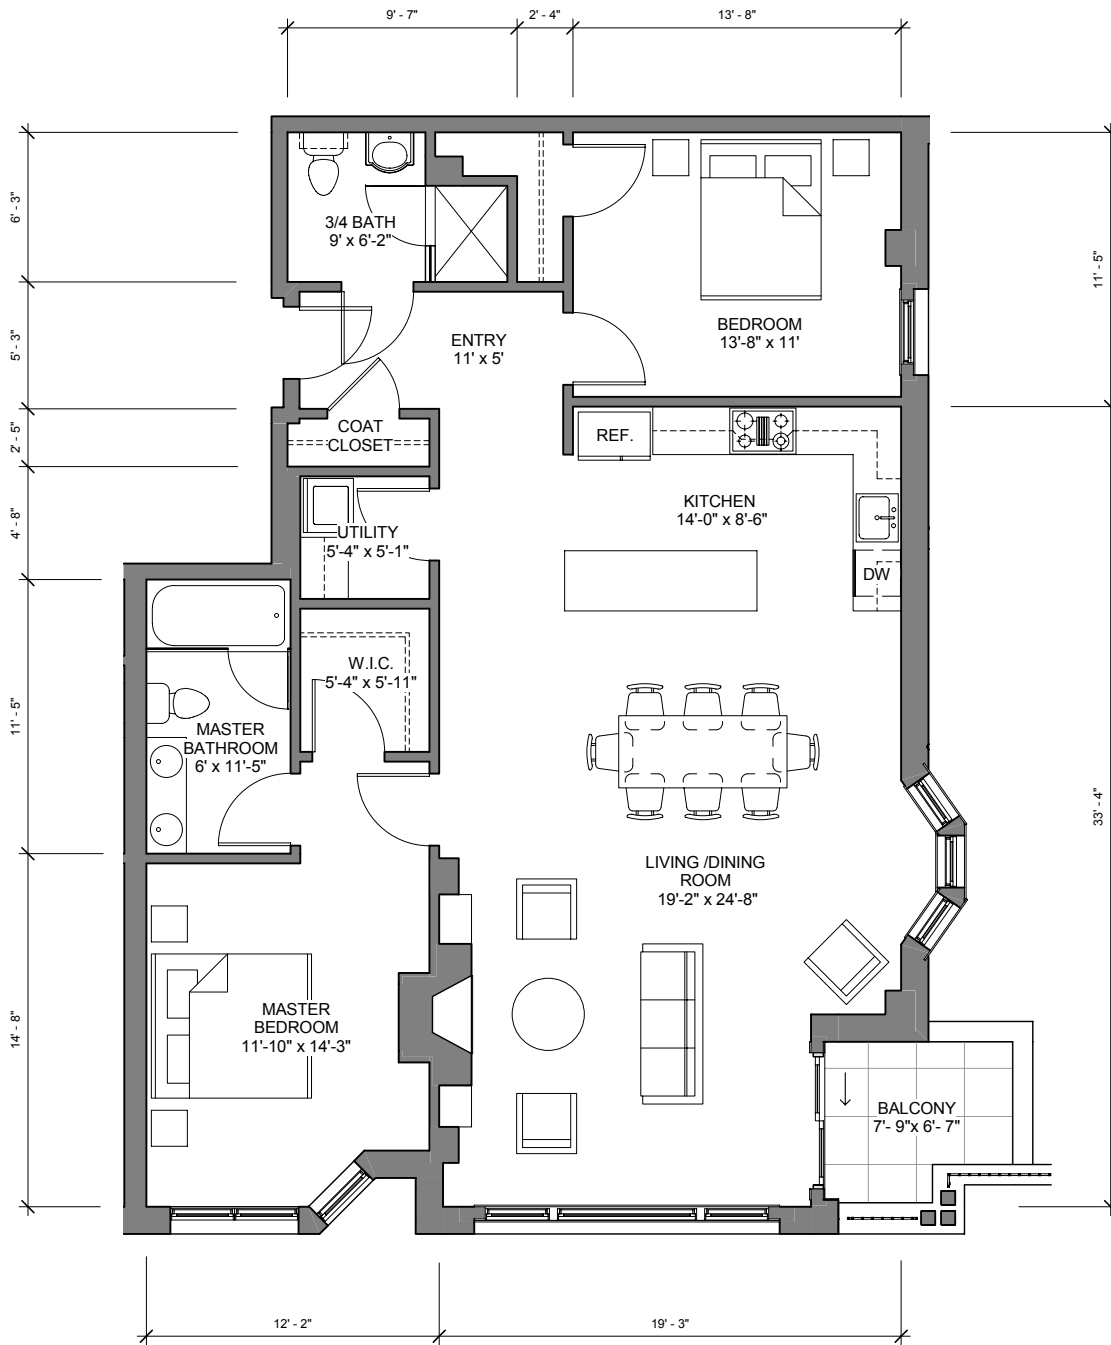 9' - 7"
2' - 4"
13' - 8"
6' - 3"
5' - 3"
2' - 5"
4' - 8"
11' - 5"
14' - 8"
11' - 5"
33' - 4"
3/4 BATH
9' x 6'-2"
BEDROOM
13'-8" x 11'
ENTRY
11' x 5'
COAT
CLOSET
REF.
KITCHEN
14'-0" x 8'-6"
UTILITY
5'-4" x 5'-1"
DW
W.I.C.
5'-4" x 5'-11"
MASTER
BATHROOM
6' x 11'-5"
LIVING /DINING
ROOM
19'-2" x 24'-8"
MASTER
BEDROOM
11'-10" x 14'-3"
BALCONY
7'- 9"x 6'- 7"
12' - 2"
19' - 3"